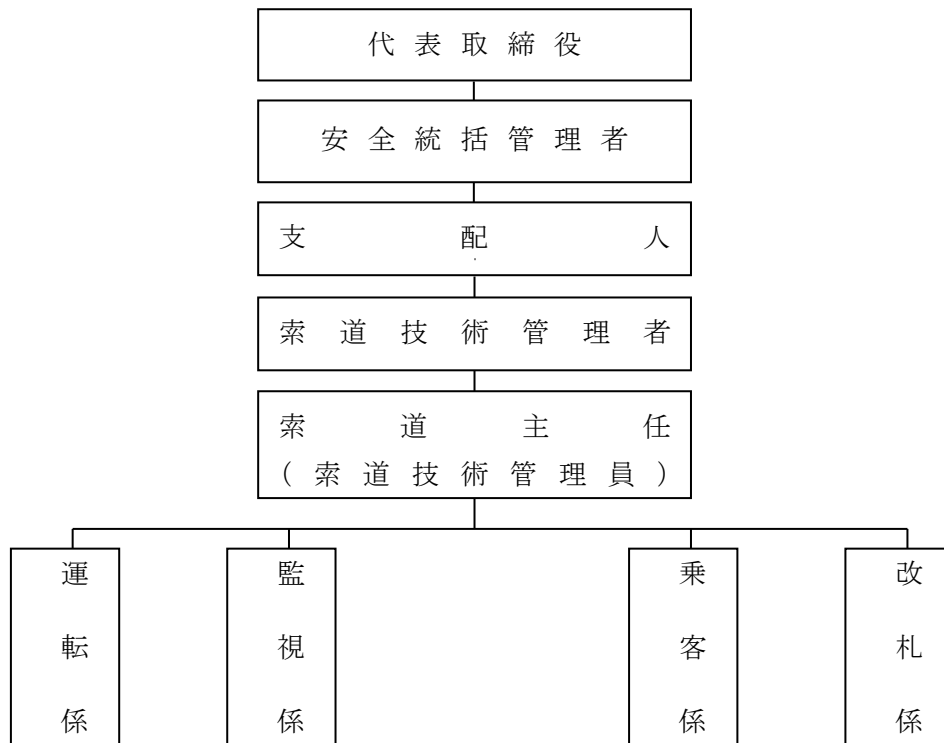 代表取締役
安全統括管理者
支配人
索道技術管理者
索道主任
(索道技術管理員)
運転係
監視係
乗客係
改札係